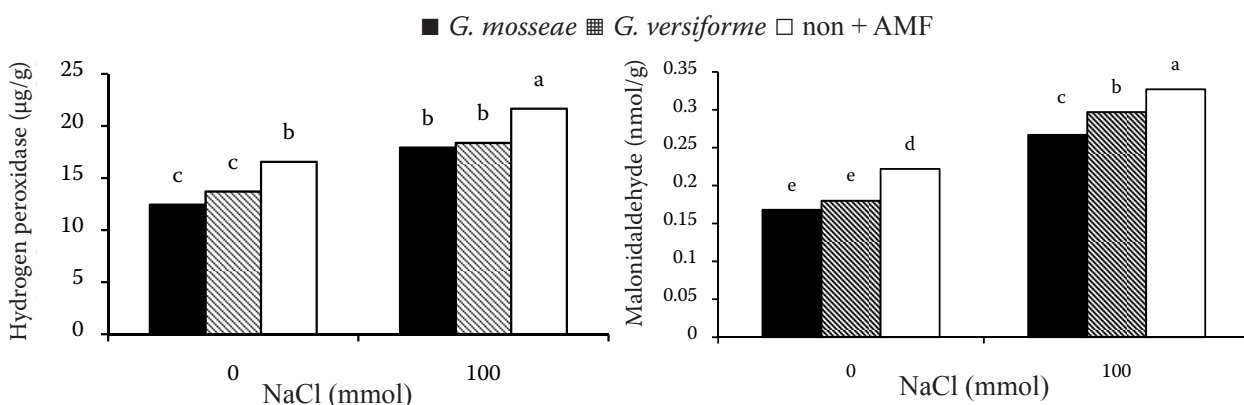 ■ G. mosseae ▦ G. versiforme □ non + AMF
Hydrogen peroxidase (µg/g)
25
20
15
10
5
0
c
c
b
b
b
a
0
100
NaCl (mmol)
Malonidaldehyde (nmol/g)
0.35
0.3
0.25
0.2
0.15
0.1
0.05
0
e
e
d
c
b
a
0
100
NaCl (mmol)